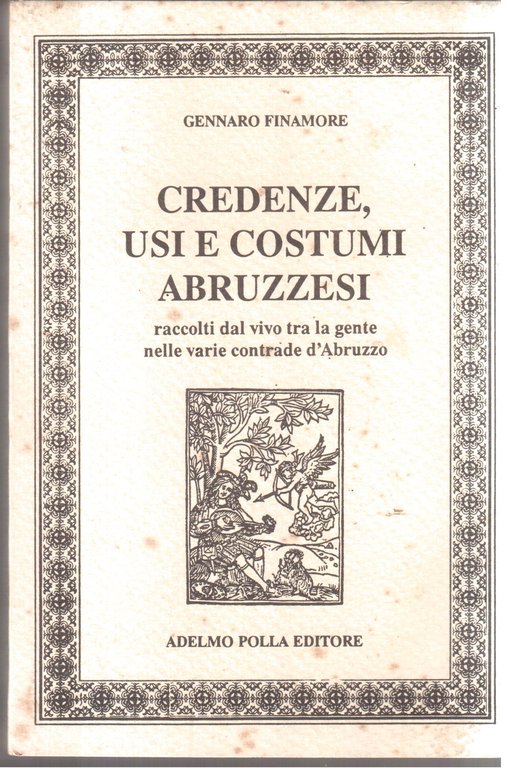 GENNARO FINAMORE
CREDENZE,
USI E COSTUMI
ABRUZZESI
raccolti dal vivo tra la gente
nelle varie contrade d'Abruzzo
ADELMO POLLA EDITORE